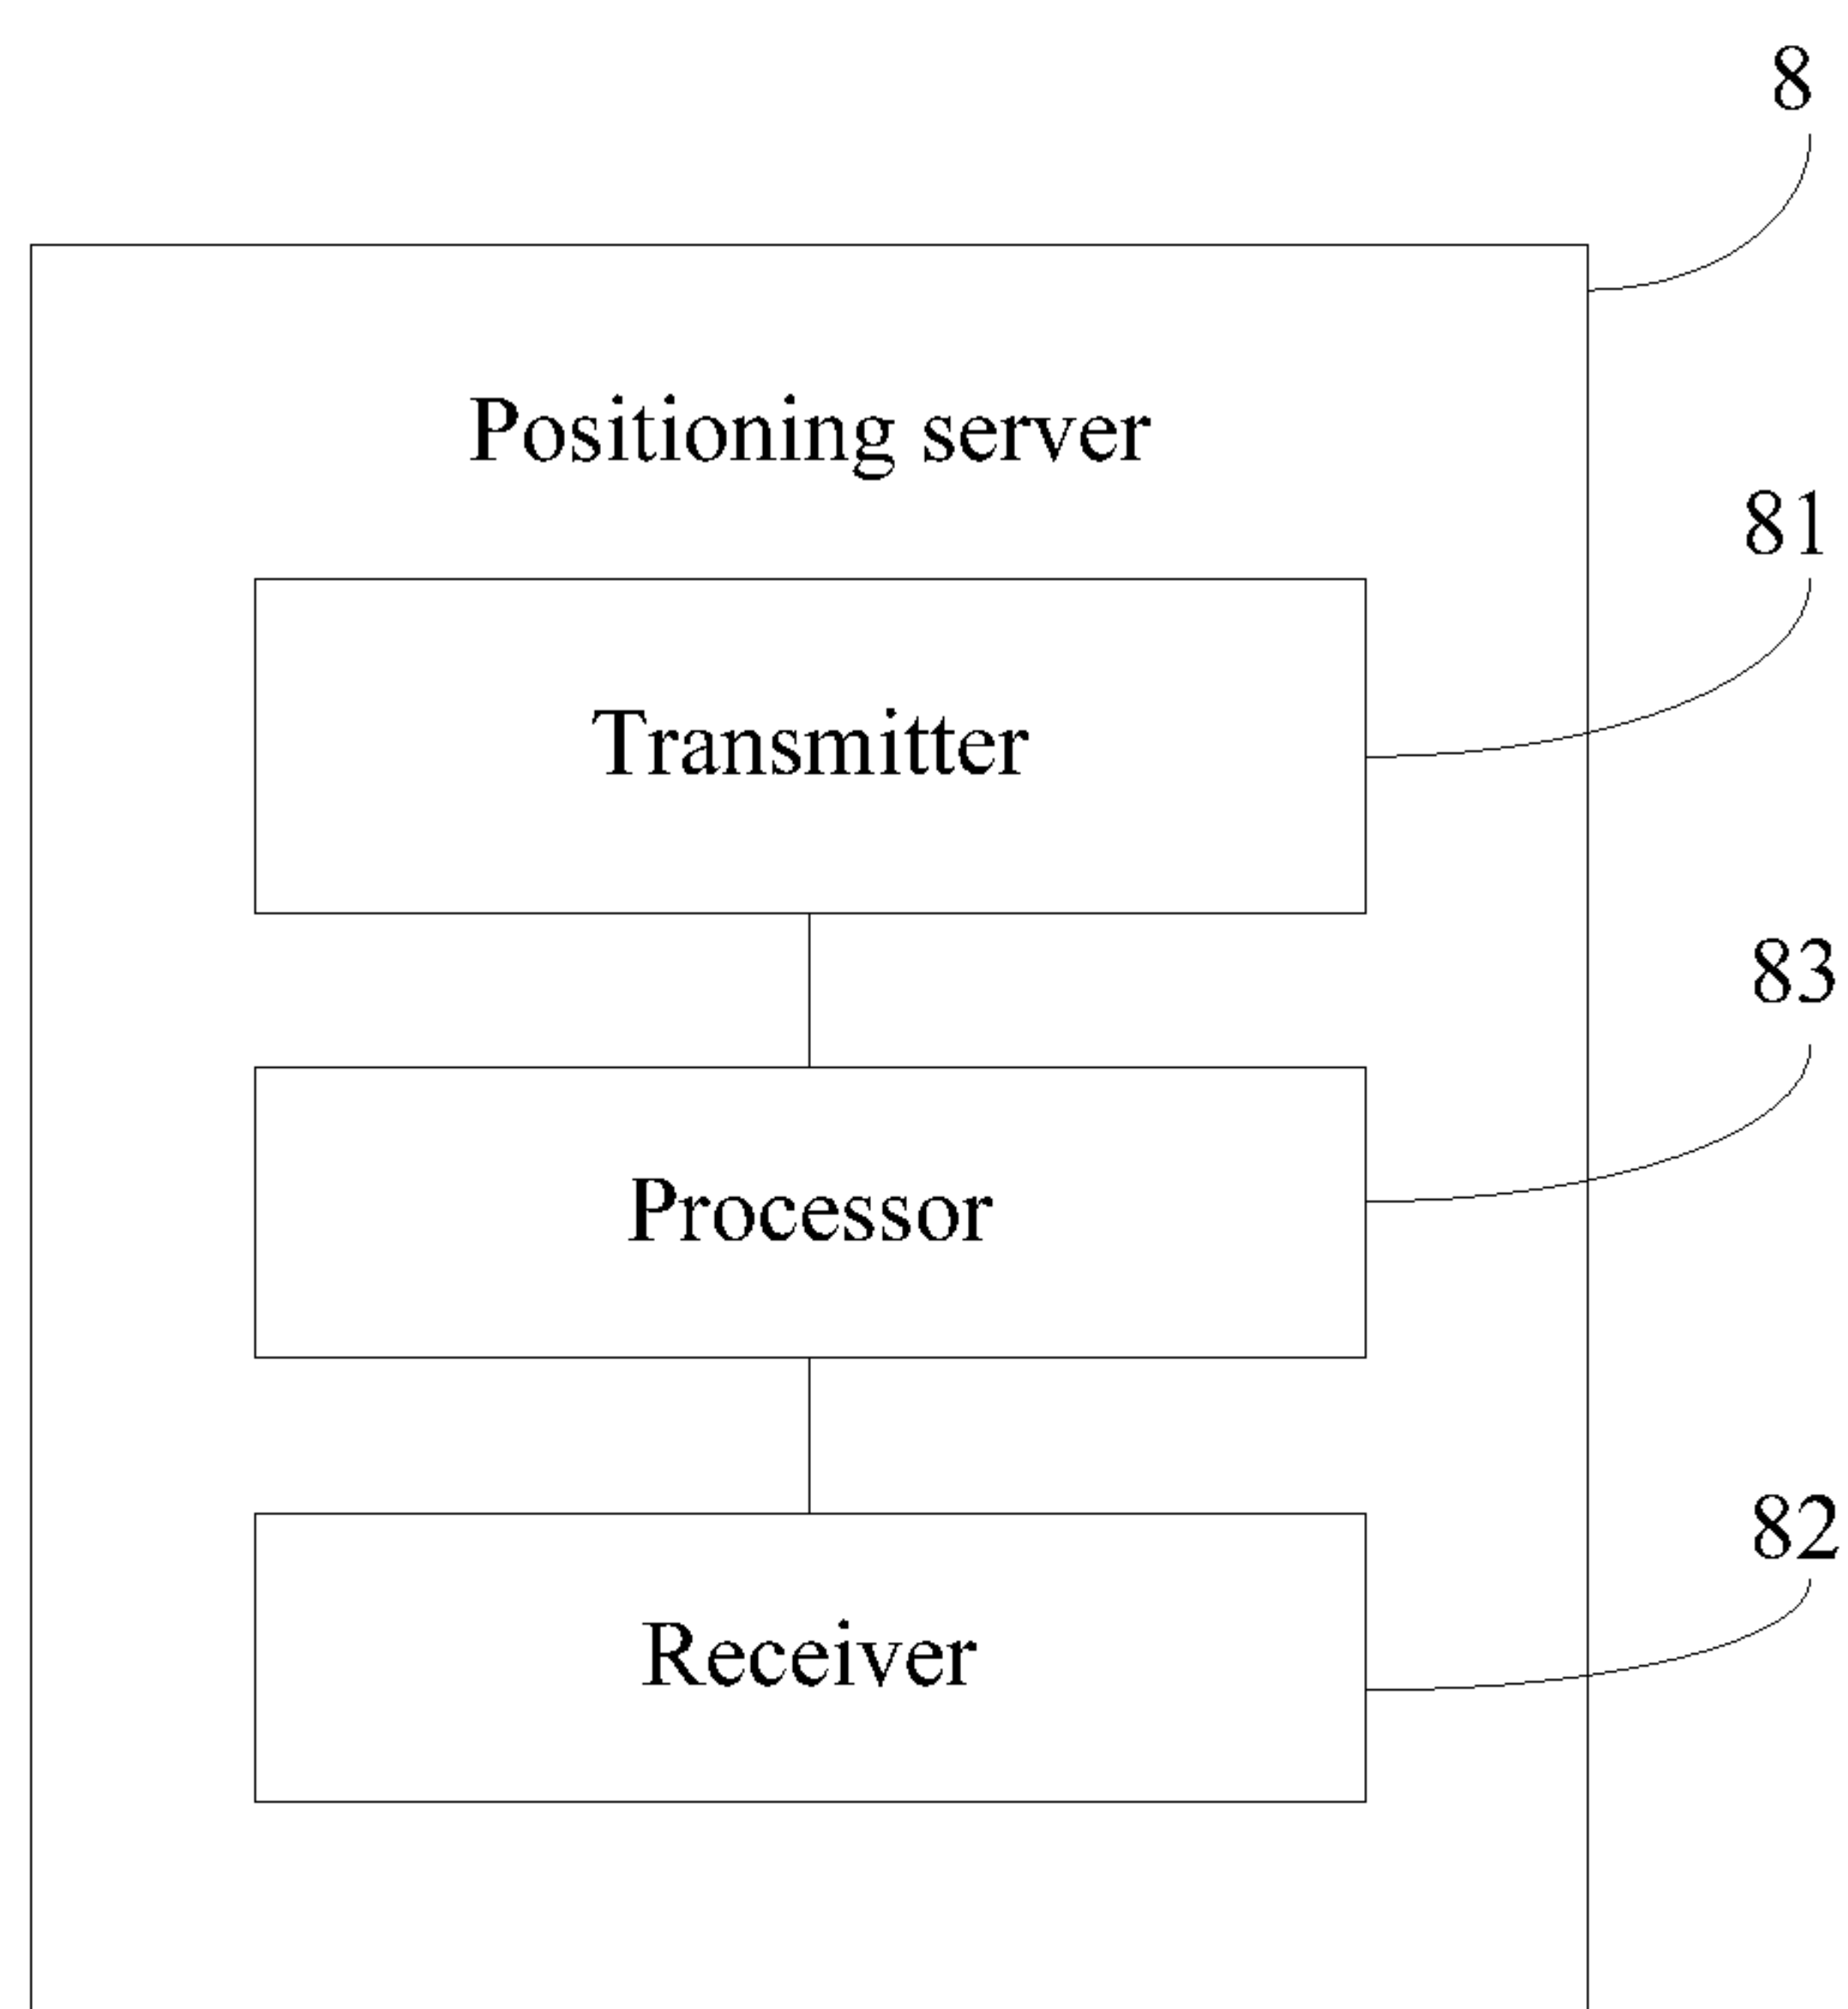 8
Positioning server
81
Transmitter
83
Processor
82
Receiver